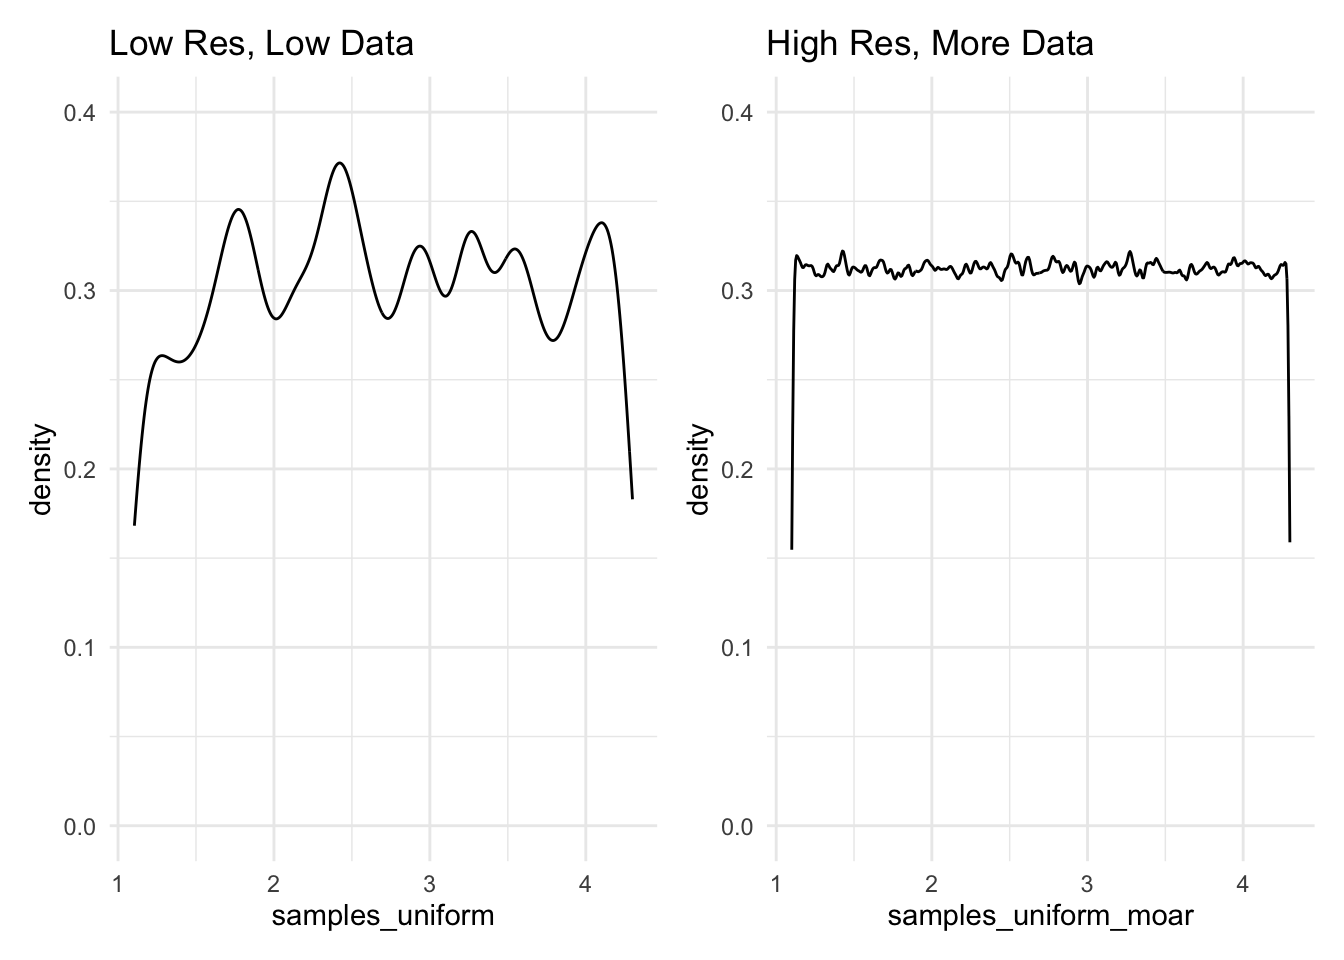 Low Res, Low Data
0.4
0.3
0.2
0.1
0.0
density
1 2 3 4
samples_uniform
High Res, More Data
0.4
0.3
0.2
0.1
0.0
density
1 2 3 4
samples_uniform_moar